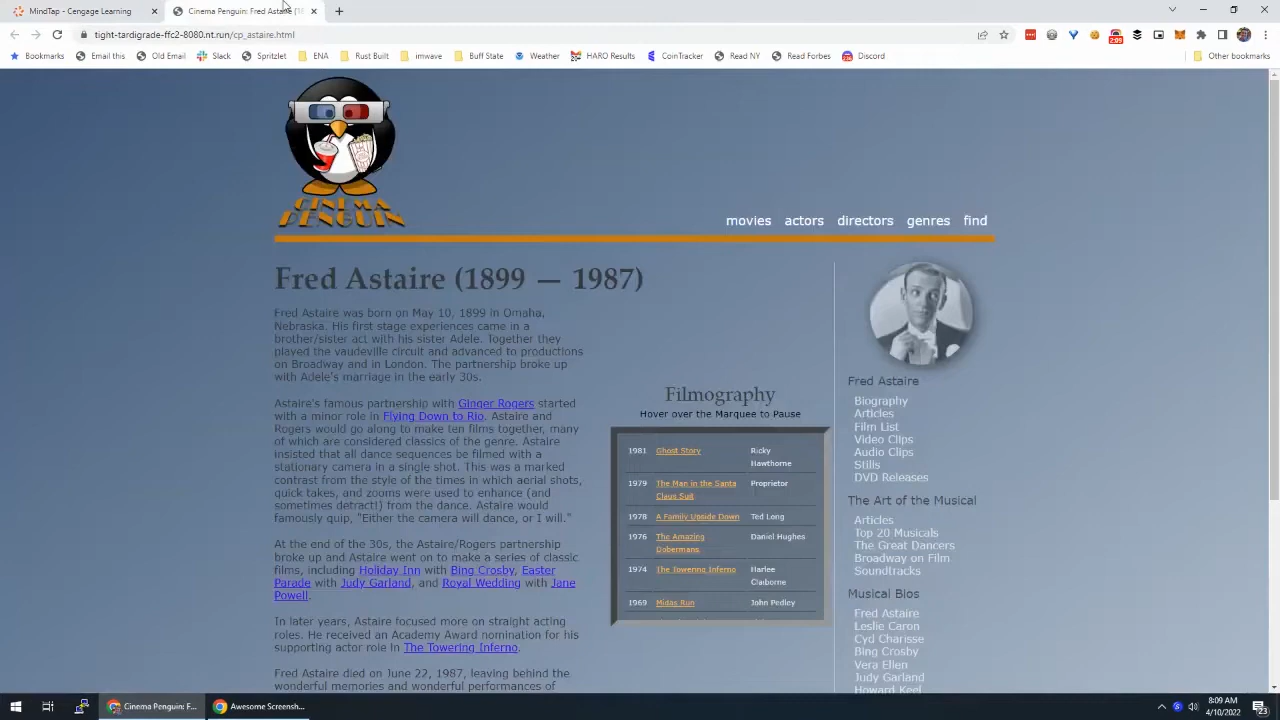 MindTap - Cengage Learning
Cinema Penguin: Fred Astaire (18
tight-tardigrade-ffc2-8080.nt.run/cp_astaire.html
2:09
Bookmarks
Email this
Old Email
Slack
Spritzlet
ENA
Rust Built
imwave
Buff State
Weather
HARO Results
CoinTracker
Read NY
Read Forbes
Discord
Other bookmarks
CINEMA
PENGUIN
movies
actors
directors
genres
find
Fred Astaire (1899 — 1987)
Fred Astaire was born on May 10, 1899 in Omaha,
Nebraska. His first stage experiences came in a
brother/sister act with his sister Adele. Together they
played the vaudeville circuit and advanced to productions
on Broadway and in London. The partnership broke up
with Adele's marriage in the early 30s.
Astaire's famous partnership with Ginger Rogers started
with a minor role in Flying Down to Rio. Astaire and
Rogers would go along to make ten films together, many
of which are considered classics of the genre. Astaire
insisted that all dance sequences be filmed with a
stationary camera in a single shot. This was a marked
contrast from the style of the times in which aerial shots,
quick takes, and zooms were used to enhance (and
sometimes detract!) from the dance. Astaire would
famously quip, "Either the camera will dance, or I will."
At the end of the 30s, the Astaire/Rogers partnership
broke up and Astaire went on to make a series of classic
films, including Holiday Inn with Bing Crosby, Easter
Parade with Judy Garland, and Royal Wedding with Jane
Powell.
In later years, Astaire focused more on straight acting
roles. He received an Academy Award nomination for his
supporting actor role in The Towering Inferno.
Fred Astaire died on June 22, 1987, leaving behind the
wonderful memories and wonderful performances of
Filmography
Hover over the Marquee to Pause
1981 Ghost Story Ricky
Hawthorne
1979 The Man in the Santa Proprietor
Claus Suit
1978 A Family Upside Down Ted Long
1976 The Amazing Daniel Hughes
Dobermans
1974 The Towering Inferno Harlee
Claiborne
1969 Midas Run John Pedley
Fred Astaire
Biography
Articles
Film List
Video Clips
Audio Clips
Stills
DVD Releases
The Art of the Musical
Articles
Top 20 Musicals
The Great Dancers
Broadway on Film
Soundtracks
Musical Bios
Fred Astaire
Leslie Caron
Cyd Charisse
Bing Crosby
Vera Ellen
Judy Garland
Howard Keel
Cinema Penguin: F...
Awesome Screensh...
8:09 AM
4/10/2022
23